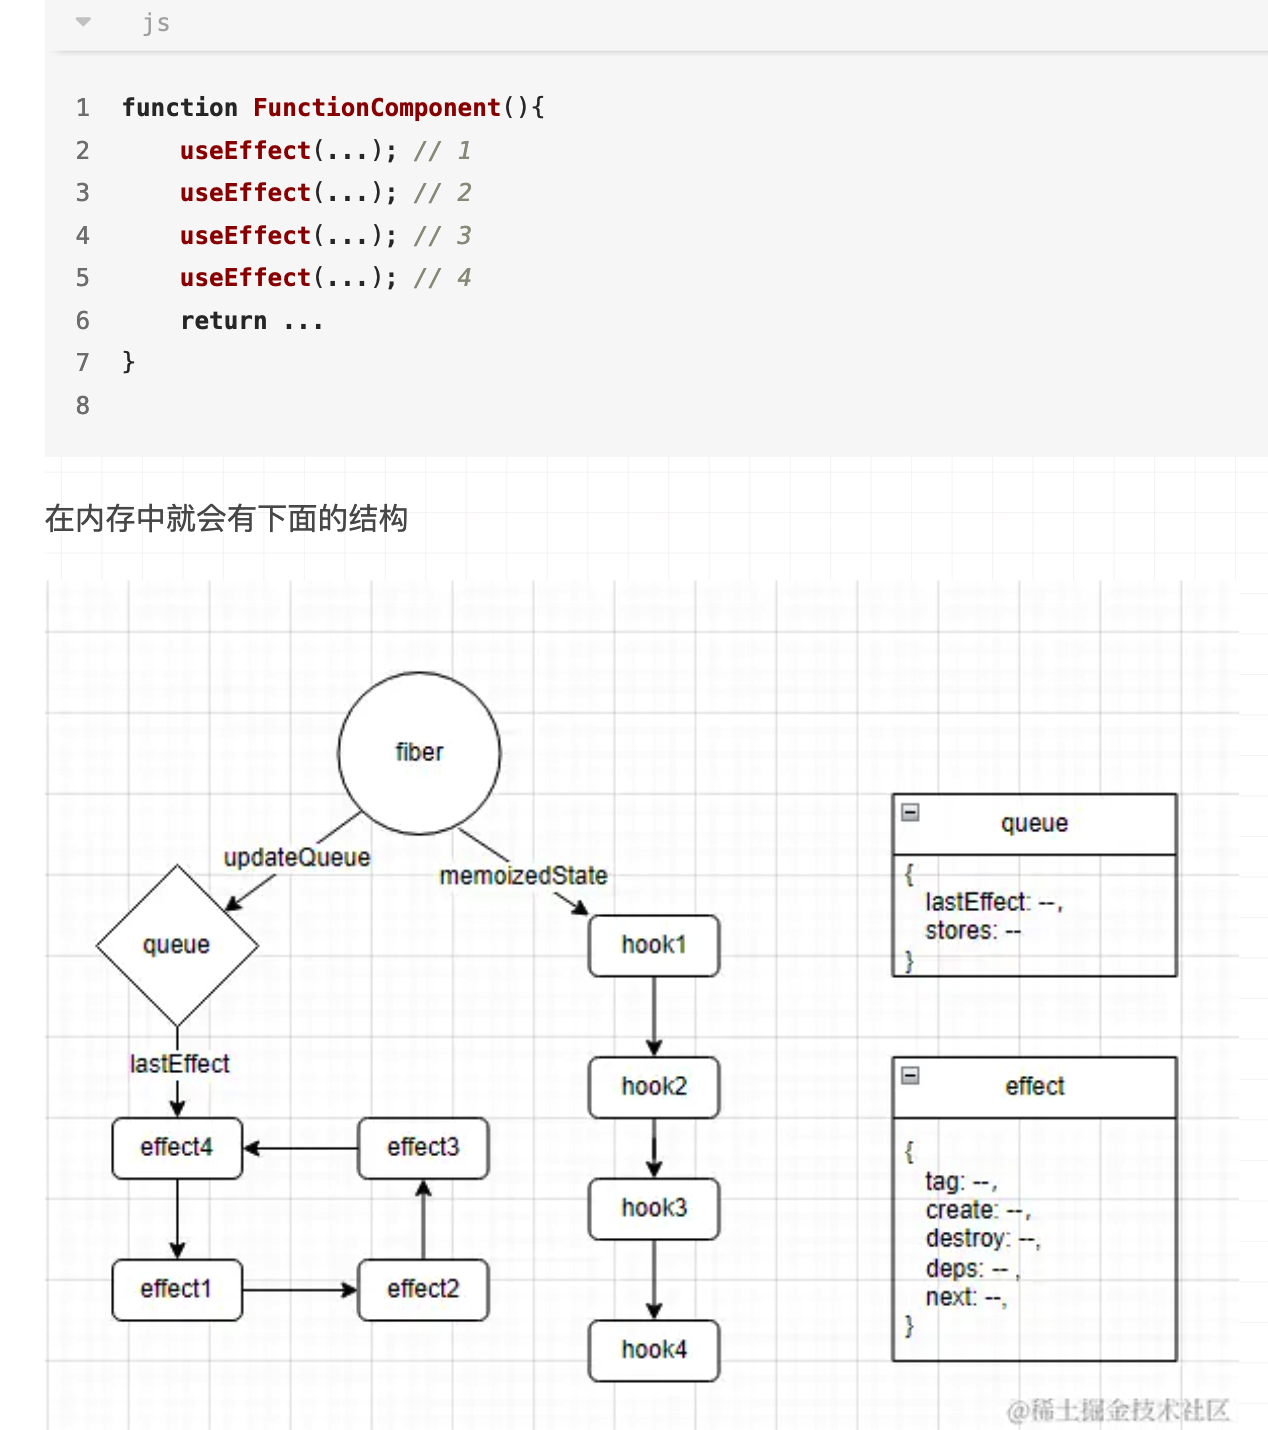 js
1 function FunctionComponent(){
2     useEffect(...); // 1
3     useEffect(...); // 2
4     useEffect(...); // 3
5     useEffect(...); // 4
6     return ...
7 }
8
在内存中就会有下面的结构
fiber
updateQueue
memoizedState
queue
lastEffect
effect4
effect3
effect1
effect2
hook1
hook2
hook3
hook4
queue
{
lastEffect: --,
stores: --
}
effect
{
tag: --,
create: --,
destroy: --,
deps: -- ,
next: --,
}
@稀土掘金技术社区